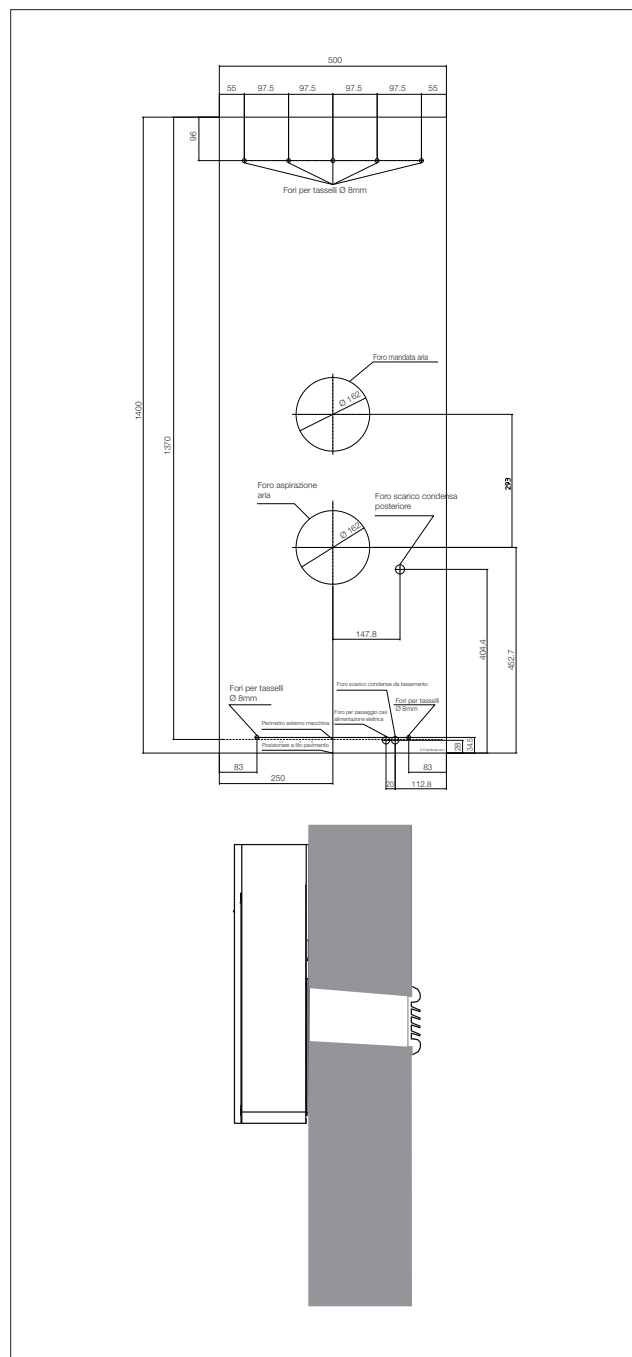 500
55 97.5 97.5 97.5 97.5 55
96
Fori per tasselli Ø 8mm
1400
1370
Foro mandata aria
Ø 162
293
Foro aspirazione
aria
Foro scarico condensa
posteriore
Ø 162
147.8
404.4
452.7
Foro scarico condensa da basamento
Fori per tasselli
Ø 8mm
Fori per tasselli
Ø 8mm
Foro per passaggio cavi
alimentazione elettrica
Perimetro esterno macchina
Posizionare a filo pavimento
28
34.5
83
83
250
20
112.8